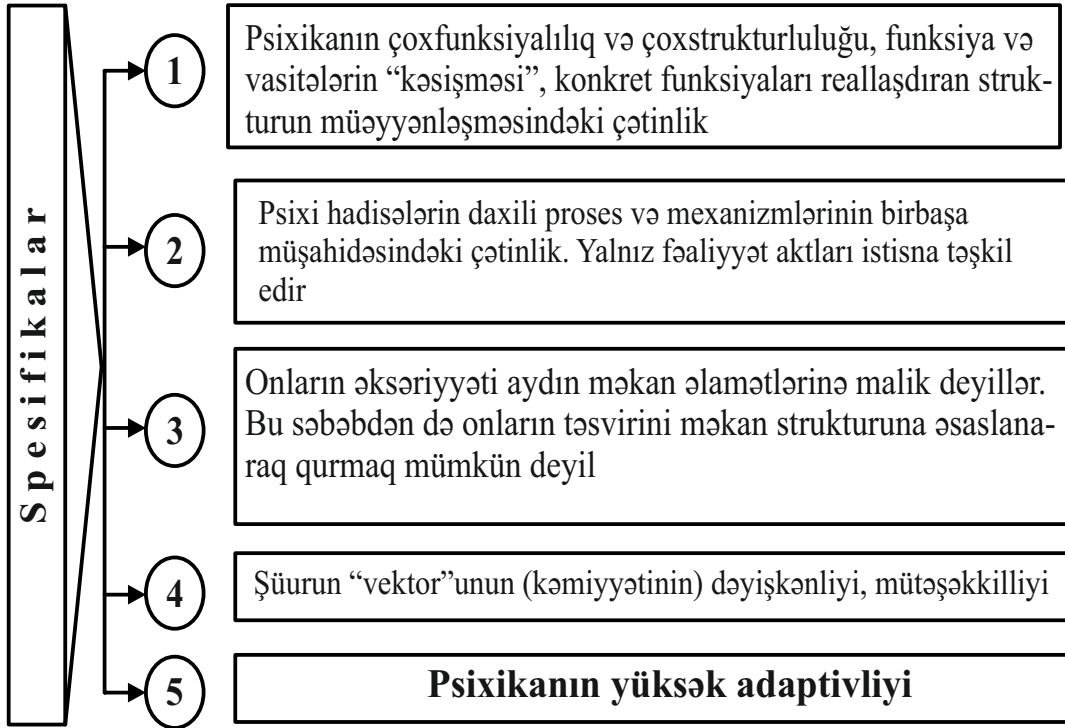 Spesifikalar
1
Psixikanın çoxfunksiyalılıq və çoxstrukturluluğu, funksiya və
vasitələrin “kəsişməsi”, konkret funksiyaları reallaşdıran struk-
turun müəyyənləşməsindəki çətinlik
2
Psixi hadisələrin daxili proses və mexanizmlərinin birbaşa
müşahidəsindəki çətinlik. Yalnız fəaliyyət aktları istisna təşkil
edir
3
Onların əksəriyyəti aydın məkan əlamətlərinə malik deyillər.
Bu səbəbdən də onların təsvirini məkan strukturuna əsaslana-
raq qurmaq mümkün deyil
4
Şüurun “vektor”unun (kəmiyyətinin) dəyişkənliyi, mütəşəkkilliyi
5
Psixikanın yüksək adaptivliyi